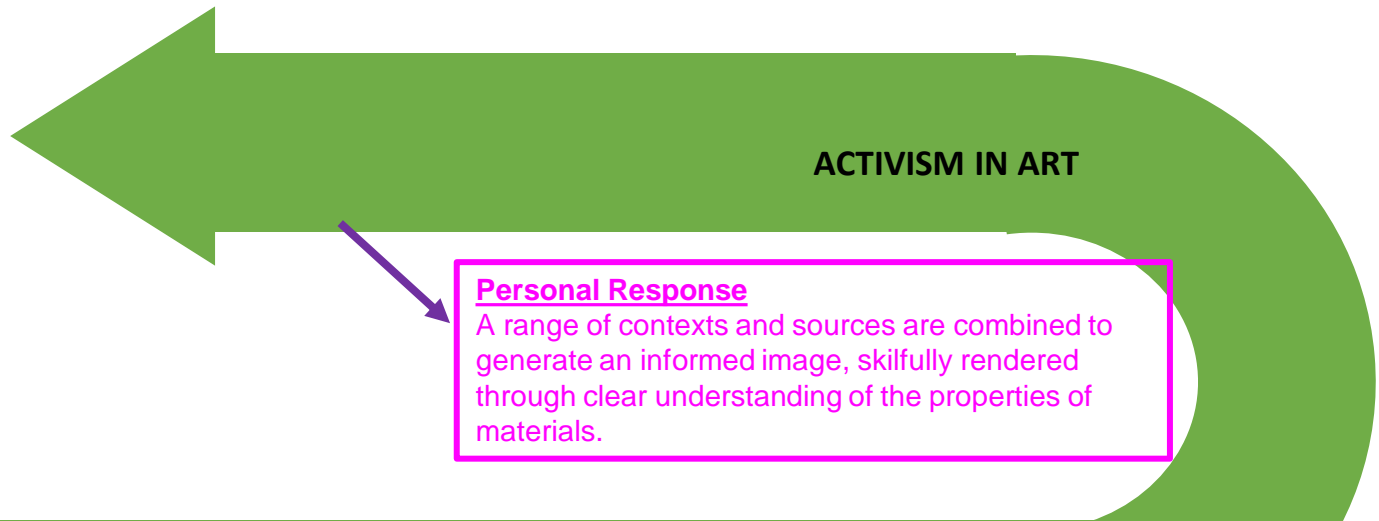 ACTIVISM IN ART
Personal Response
A range of contexts and sources are combined to
generate an informed image, skilfully rendered
through clear understanding of the properties of
materials.